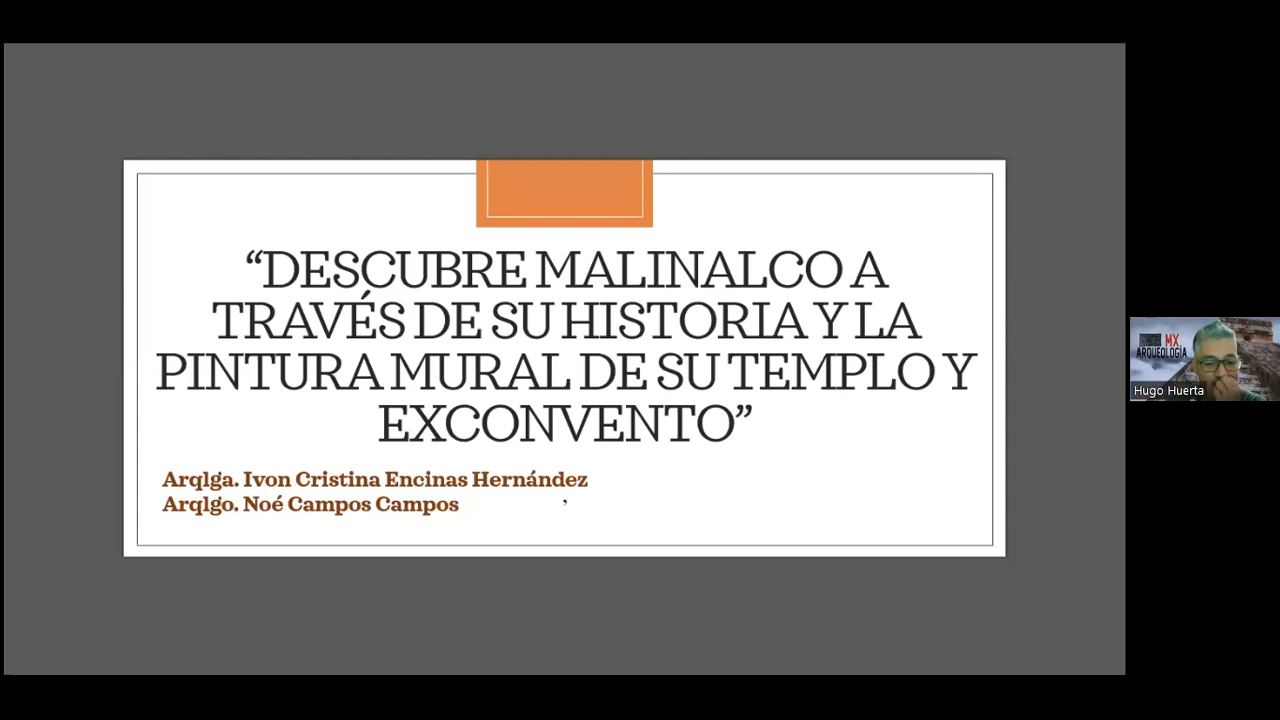 “DESCUBRE MALINALCO A
TRAVÉS DE SU HISTORIA Y LA
PINTURA MURAL DE SU TEMPLO Y
EXCONVENTO”
Arqlga. Ivon Cristina Encinas Hernández
Arqlgo. Noé Campos Campos
,
MX
ARQUEOLOGÍA
Hugo Huerta